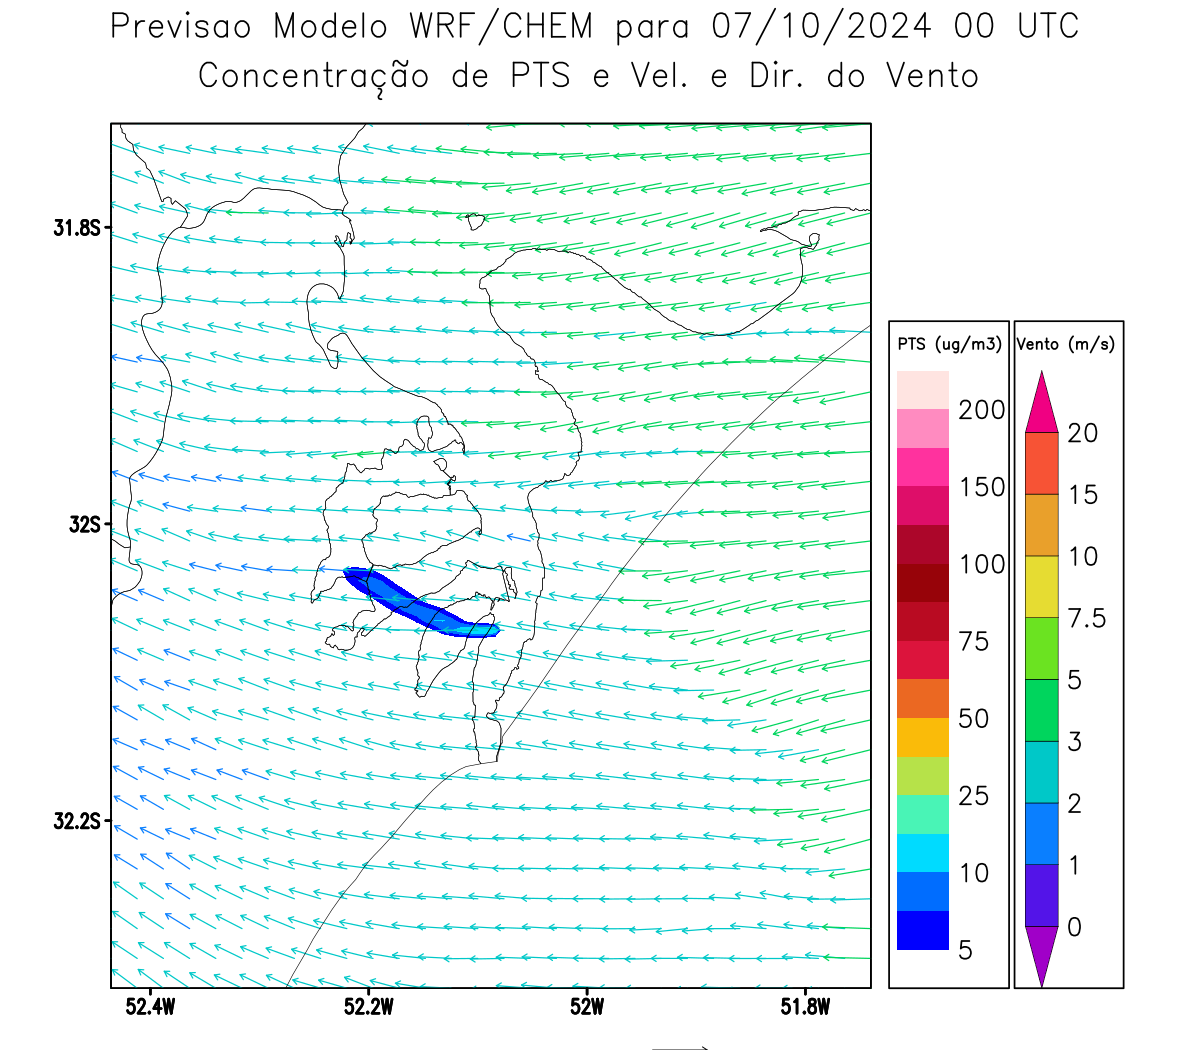 Previsao Modelo WRF/CHEM para 07/10/2024 00 UTC
Concentração de PTS e Vel. e Dir. do Vento
31.8S
32S
32.2S
52.4W
52.2W
52W
51.8W
PTS (ug/m3)
200
150
100
75
50
25
10
5
Vento (m/s)
20
15
10
7.5
5
3
2
1
0